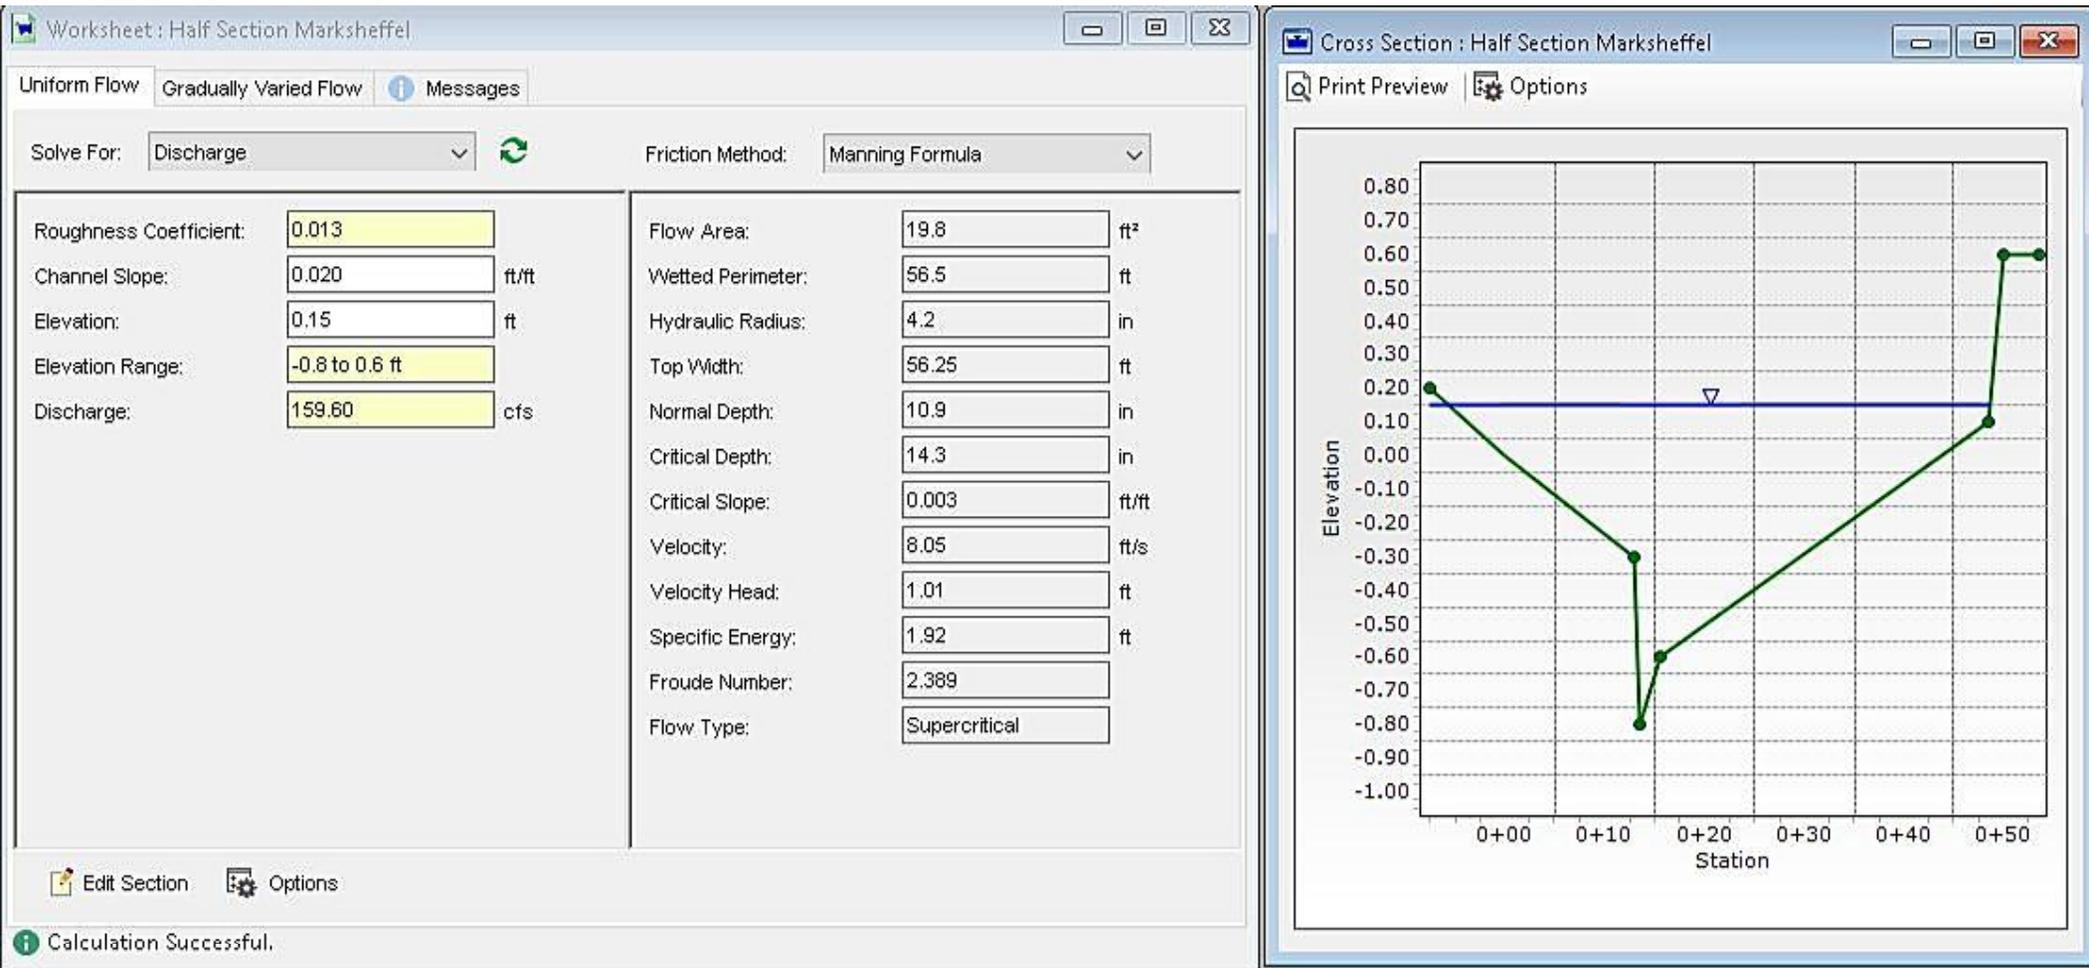 Worksheet : Half Section Marksheffel
Uniform Flow Gradually Varied Flow Messages
Solve For: Discharge Friction Method: Manning Formula
Roughness Coefficient: 0.013
Channel Slope: 0.020 ft/ft
Elevation: 0.15 ft
Elevation Range: -0.8 to 0.6 ft
Discharge: 159.60 cfs
Flow Area: 19.8 ft²
Wetted Perimeter: 56.5 ft
Hydraulic Radius: 4.2 in
Top Width: 56.25 ft
Normal Depth: 10.9 in
Critical Depth: 14.3 in
Critical Slope: 0.003 ft/ft
Velocity: 8.05 ft/s
Velocity Head: 1.01 ft
Specific Energy: 1.92 ft
Froude Number: 2.389
Flow Type: Supercritical
Edit Section Options
Calculation Successful.
Cross Section : Half Section Marksheffel
Print Preview Options
0.80
0.70
0.60
0.50
0.40
0.30
0.20
0.10
0.00
-0.10
-0.20
-0.30
-0.40
-0.50
-0.60
-0.70
-0.80
-0.90
-1.00
Elevation
0+00 0+10 0+20 0+30 0+40 0+50
Station